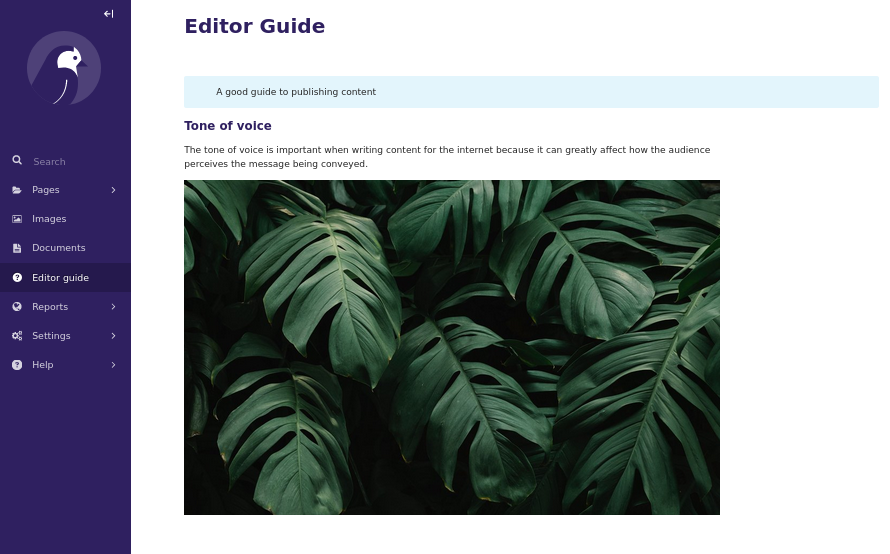 Search
Pages
Images
Documents
Editor guide
Reports
Settings
Help
Editor Guide
A good guide to publishing content
Tone of voice
The tone of voice is important when writing content for the internet because it can greatly affect how the audience
perceives the message being conveyed.